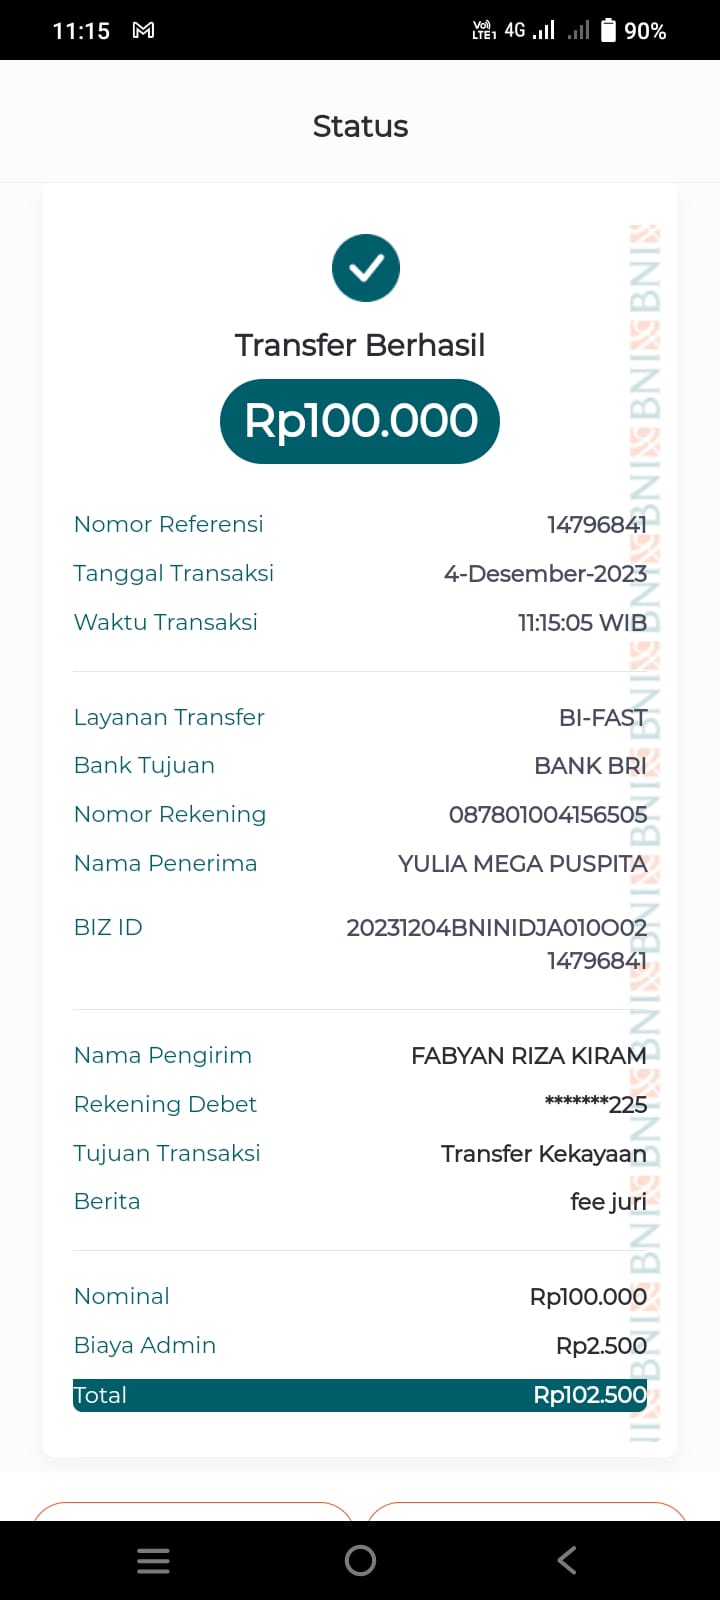 11:15
Vo)) LTE1 4G 90%
Status
Transfer Berhasil
Rp100.000
Nomor Referensi 14796841
Tanggal Transaksi 4-Desember-2023
Waktu Transaksi 11:15:05 WIB
Layanan Transfer BI-FAST
Bank Tujuan BANK BRI
Nomor Rekening 087801004156505
Nama Penerima YULIA MEGA PUSPITA
BIZ ID 20231204BNINIDJA010O02
14796841
Nama Pengirim FABYAN RIZA KIRAM
Rekening Debet *******225
Tujuan Transaksi Transfer Kekayaan
Berita fee juri
Nominal Rp100.000
Biaya Admin Rp2.500
Total Rp102.500
BNI BNI BNI BNI BNI BNI BNI BNI BNI BNI BNI